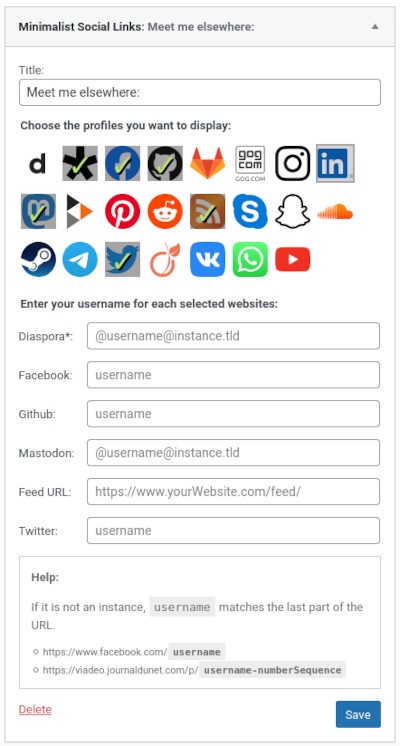 Minimalist Social Links: Meet me elsewhere:
Title:
Meet me elsewhere:
Choose the profiles you want to display:
d
gog
com
GOG.COM
in
Enter your username for each selected websites:
Diaspora*: @username@instance.tld
Facebook: username
Github: username
Mastodon: @username@instance.tld
Feed URL: https://www.yourWebsite.com/feed/
Twitter: username
Help:
If it is not an instance, username matches the last part of the
URL.
https://www.facebook.com/ username
https://viadeo.journaldunet.com/p/ username-numberSequence
Delete
Save